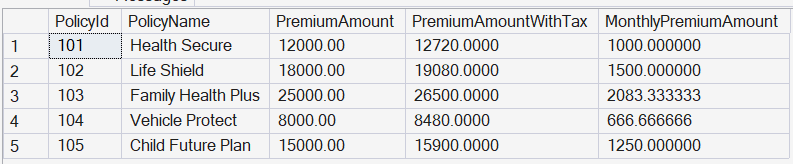 PolicyId PolicyName PremiumAmount PremiumAmountWithTax MonthlyPremiumAmount
1 101 Health Secure 12000.00 12720.0000 1000.000000
2 102 Life Shield 18000.00 19080.0000 1500.000000
3 103 Family Health Plus 25000.00 26500.0000 2083.333333
4 104 Vehicle Protect 8000.00 8480.0000 666.666666
5 105 Child Future Plan 15000.00 15900.0000 1250.000000